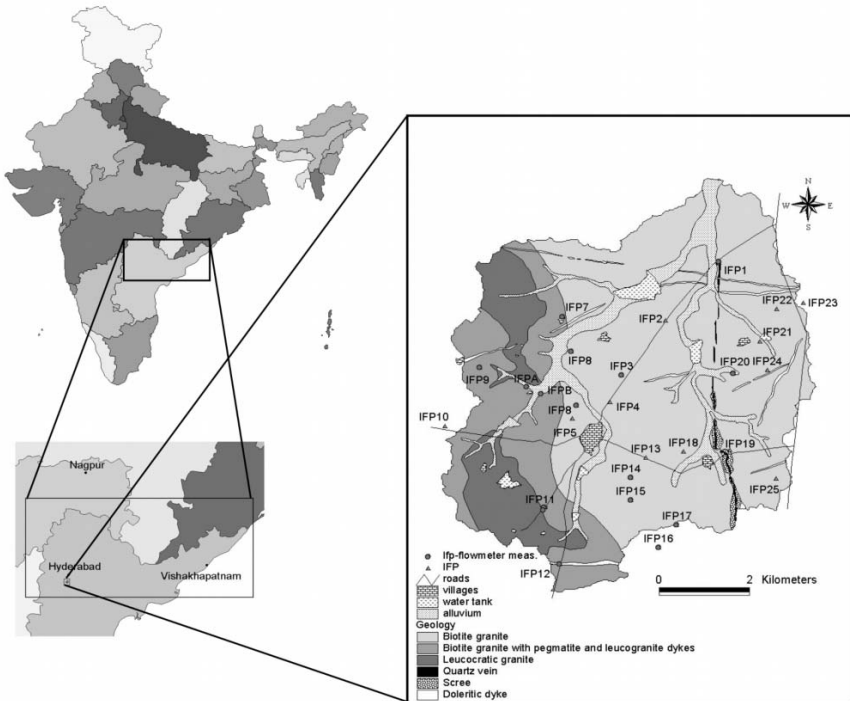 N
W E
S
IFP1
IFP22
IFP23
IFP7
IFP2
IFP21
IFP8
IFP3
IFP20
IFP24
IFP9
IFPA
IFPB
IFP8
IFP4
IFP10
IFP5
IFP18
IFP19
IFP13
IFP14
IFP25
IFP15
IFP11
IFP17
IFP16
IFP12
Nagpur
Hyderabad
Vishakhapatnam
Ifp-flowmeter meas.
IFP
roads
villages
water tank
alluvium
Geology
Biotite granite
Biotite granite with pegmatite and leucogranite dykes
Leucocratic granite
Quartz vein
Scree
Doleritic dyke
0 2 Kilometers